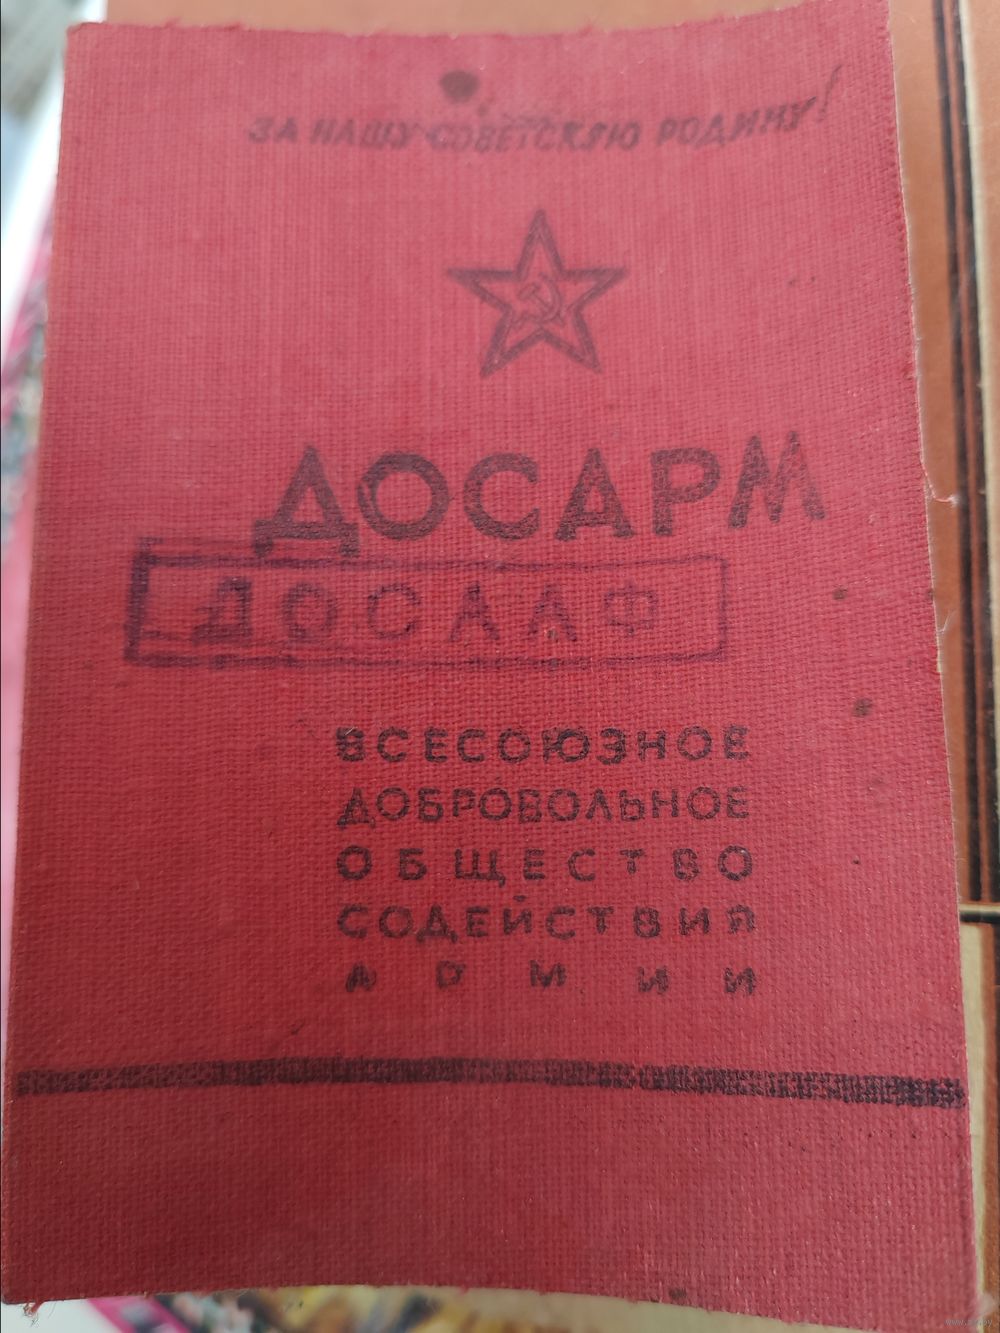 ЗА НАШУ СОВЕТСКУЮ РОДИНУ!
ДОСАРМ
ДОСААФ
ВСЕСОЮЗНОЕ
ДОБРОВОЛЬНОЕ
ОБЩЕСТВО
СОДЕЙСТВИЯ
АРМИИ